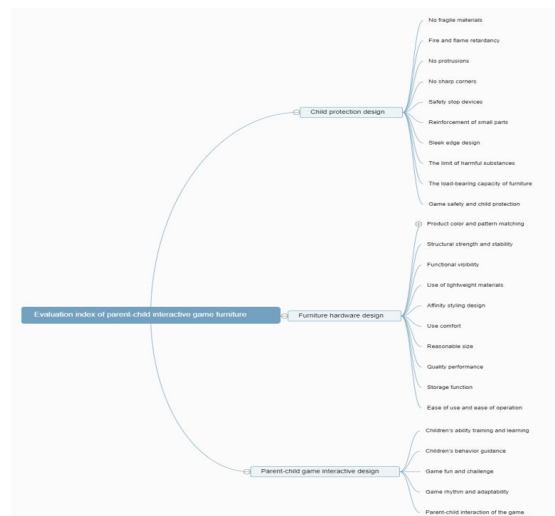 No fragile materials
Fire and flame retardancy
No protrusions
No sharp corners
Child protection design
Safety stop devices
Reinforcement of small parts
Sleek edge design
The limit of harmful substances
The load-bearing capacity of furniture
Game safety and child protection
Product color and pattern matching
Structural strength and stability
Functional visibility
Use of lightweight materials
Evaluation index of parent-child interactive game furniture
Furniture hardware design
Affinity styling design
Use comfort
Reasonable size
Quality performance
Storage function
Ease of use and ease of operation
Children's ability training and learning
Children's behavior guidance
Parent-child game interactive design
Game fun and challenge
Game rhythm and adaptability
Parent-child interaction of the game